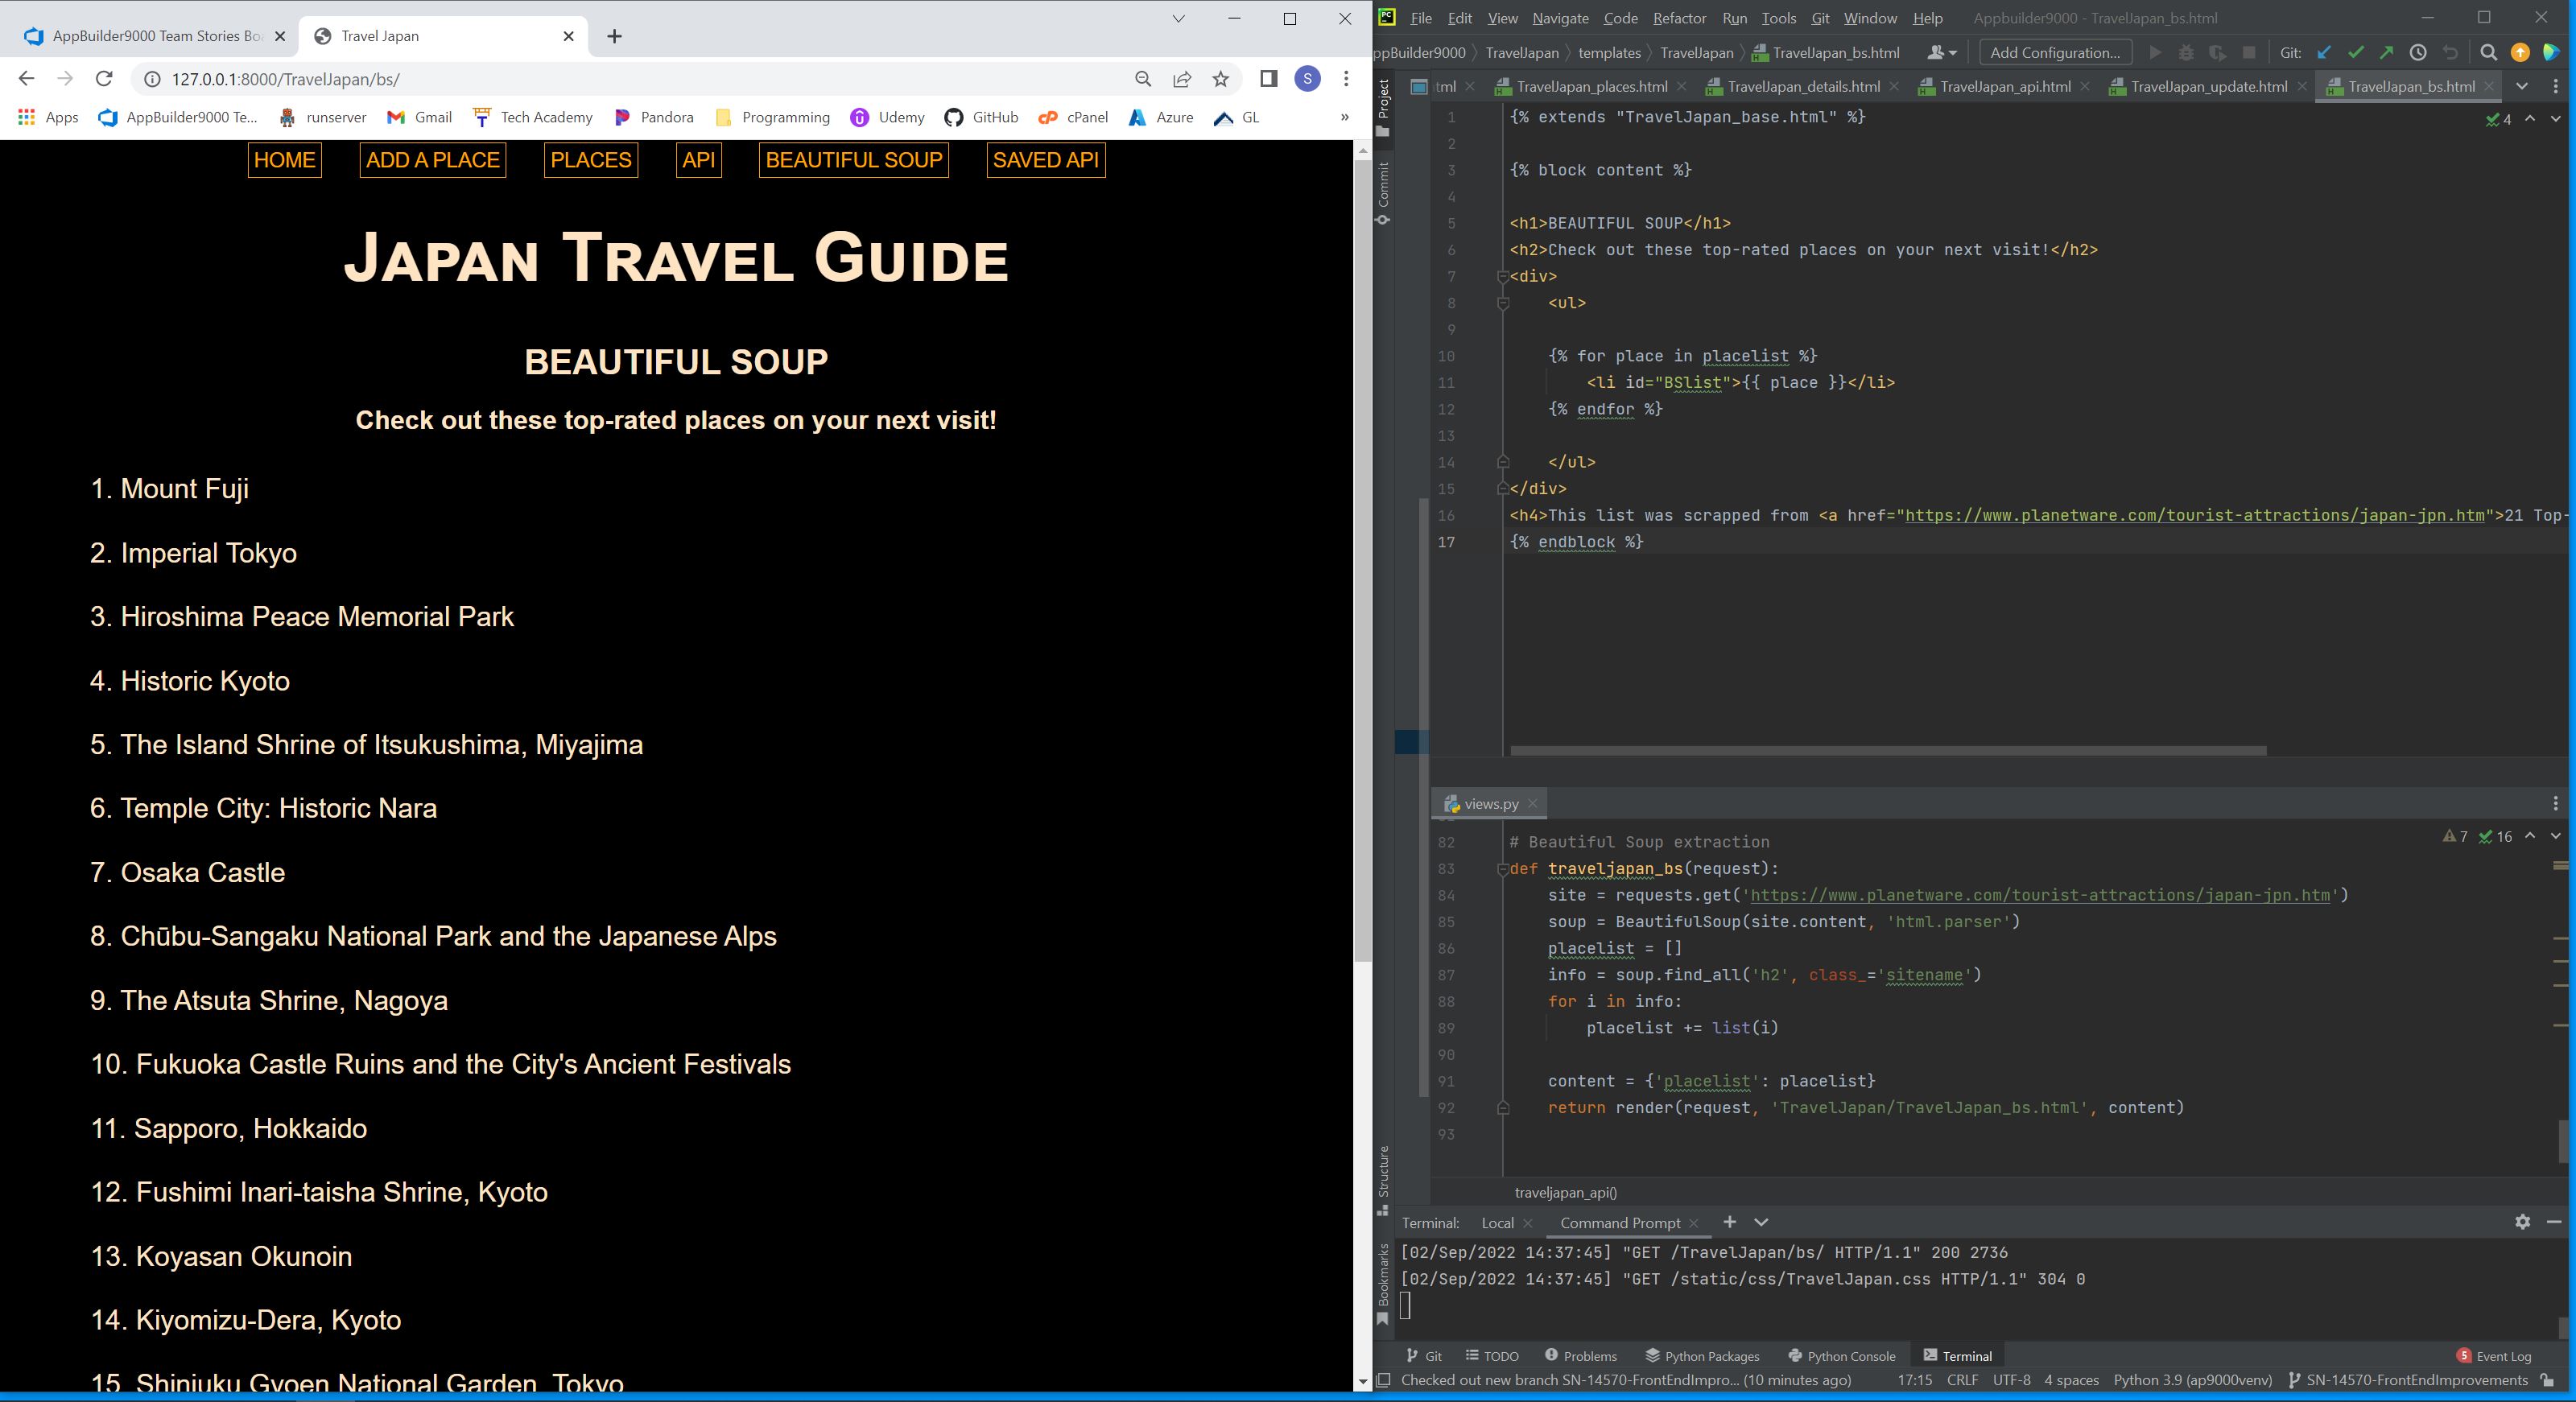 AppBuilder9000 Team Stories Bo
Travel Japan
127.0.0.1:8000/TravelJapan/bs/
S
Apps
AppBuilder9000 Te...
runserver
Gmail
Tech Academy
Pandora
Programming
Udemy
GitHub
cPanel
Azure
GL
»
HOME
ADD A PLACE
PLACES
API
BEAUTIFUL SOUP
SAVED API
JAPAN TRAVEL GUIDE
BEAUTIFUL SOUP
Check out these top-rated places on your next visit!
1. Mount Fuji
2. Imperial Tokyo
3. Hiroshima Peace Memorial Park
4. Historic Kyoto
5. The Island Shrine of Itsukushima, Miyajima
6. Temple City: Historic Nara
7. Osaka Castle
8. Chūbu-Sangaku National Park and the Japanese Alps
9. The Atsuta Shrine, Nagoya
10. Fukuoka Castle Ruins and the City's Ancient Festivals
11. Sapporo, Hokkaido
12. Fushimi Inari-taisha Shrine, Kyoto
13. Koyasan Okunoin
14. Kiyomizu-Dera, Kyoto
15. Shinjuku Gyoen National Garden, Tokyo
PC File Edit View Navigate Code Refactor Run Tools Git Window Help Appbuilder9000 - TravelJapan_bs.html
ppBuilder9000 TravelJapan templates TravelJapan TravelJapan_bs.html Add Configuration... Git:
tml TravelJapan_places.html TravelJapan_details.html TravelJapan_api.html TravelJapan_update.html TravelJapan_bs.html
Project
Commit
4
1 {% extends "TravelJapan_base.html" %}
2
3 {% block content %}
4
5 <h1>BEAUTIFUL SOUP</h1>
6 <h2>Check out these top-rated places on your next visit!</h2>
7 <div>
8 <ul>
9
10 {% for place in placelist %}
11 <li id="BSlist">{{ place }}</li>
12 {% endfor %}
13
14 </ul>
15 </div>
16 <h4>This list was scrapped from <a href="https://www.planetware.com/tourist-attractions/japan-jpn.htm">21 Top-
17 {% endblock %}
views.py
7 16
82 # Beautiful Soup extraction
83 def traveljapan_bs(request):
84 site = requests.get('https://www.planetware.com/tourist-attractions/japan-jpn.htm')
85 soup = BeautifulSoup(site.content, 'html.parser')
86 placelist = []
87 info = soup.find_all('h2', class_='sitename')
88 for i in info:
89 placelist += list(i)
90
91 content = {'placelist': placelist}
92 return render(request, 'TravelJapan/TravelJapan_bs.html', content)
93
traveljapan_api()
Structure
Bookmarks
Terminal: Local Command Prompt
[02/Sep/2022 14:37:45] "GET /TravelJapan/bs/ HTTP/1.1" 200 2736
[02/Sep/2022 14:37:45] "GET /static/css/TravelJapan.css HTTP/1.1" 304 0
Git TODO Problems Python Packages Python Console Terminal 5 Event Log
Checked out new branch SN-14570-FrontEndImpro... (10 minutes ago) 17:15 CRLF UTF-8 4 spaces Python 3.9 (ap9000venv) SN-14570-FrontEndImprovements